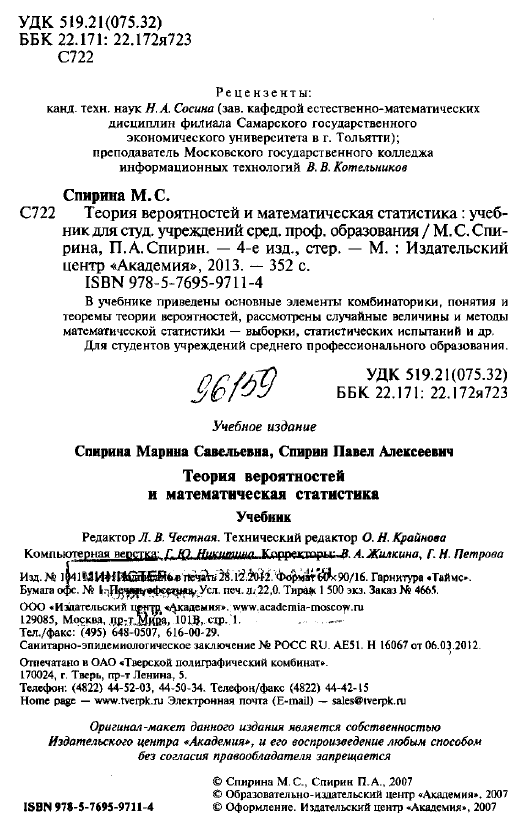 УДК 519.21(075.32)
ББК 22.171: 22.172я723
С722
Рецензенты:
канд. техн. наук Н. А. Сосина (зав. кафедрой естественно-математических
дисциплин филиала Самарского государственного
экономического университета в г. Тольятти);
преподаватель Московского государственного колледжа
информационных технологий В. В. Котельников
Спирина М. С.
С722 Теория вероятностей и математическая статистика : учеб-
ник для студ. учреждений сред. проф. образования / М. С. Спи-
рина, П. А. Спирин. — 4-е изд., стер. — М. : Издательский
центр «Академия», 2013. — 352 с.
ISBN 978-5-7695-9711-4
В учебнике приведены основные элементы комбинаторики, понятия и
теоремы теории вероятностей, рассмотрены случайные величины и методы
математической статистики — выборки, статистических испытаний и др.
Для студентов учреждений среднего профессионального образования.
96159
УДК 519.21(075.32)
ББК 22.171: 22.172я723
Учебное издание
Спирина Марина Савельевна, Спирин Павел Алексеевич
Теория вероятностей
и математическая статистика
Учебник
Редактор Л. В. Честная. Технический редактор О. Н. Крайнова
Компьютерная верстка: Г. Ю. Никитина. Корректоры: В. А. Жилкина, Г. Н. Петрова
Изд. № в печать 28.12.2012. Формат 60×90/16. Гарнитура «Таймс».
Бумага офс. № 1. Печать офсетная. Усл. печ. л. 22,0. Тираж 1 500 экз. Заказ № 4665.
ООО «Издательский центр «Академия». www.academia-moscow.ru
129085, Москва, пр-т Мира, 101В, стр. 1.
Тел./факс: (495) 648-0507, 616-00-29.
Санитарно-эпидемиологическое заключение № РОСС RU. AE51. H 16067 от 06.03.2012.
Отпечатано в ОАО «Тверской полиграфический комбинат».
170024, г. Тверь, пр-т Ленина, 5.
Телефон: (4822) 44-52-03, 44-50-34. Телефон/факс (4822) 44-42-15
Home page — www.tverpk.ru Электронная почта (E-mail) — sales@tverpk.ru
Оригинал-макет данного издания является собственностью
Издательского центра «Академия», и его воспроизведение любым способом
без согласия правообладателя запрещается
© Спирина М. С., Спирин П. А., 2007
© Образовательно-издательский центр «Академия», 2007
ISBN 978-5-7695-9711-4 © Оформление. Издательский центр «Академия», 2007